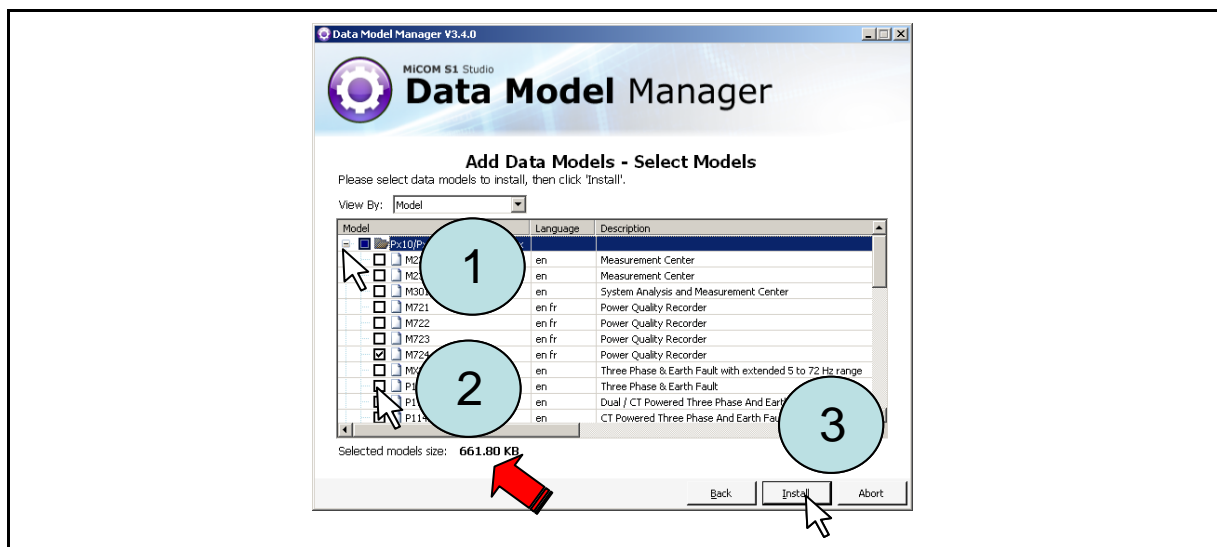 Data Model Manager V3.4.0
MiCOM S1 Studio
Data Model Manager
Add Data Models - Select Models
Please select data models to install, then click 'Install'.
View By: Model
Model Language Description
1
en Measurement Center
en Measurement Center
en System Analysis and Measurement Center
M721 en fr Power Quality Recorder
M722 en fr Power Quality Recorder
M723 en fr Power Quality Recorder
M724 en fr Power Quality Recorder
en Three Phase & Earth Fault with extended 5 to 72 Hz range
2
en Three Phase & Earth Fault
en Dual / CT Powered Three Phase And
P114 en CT Powered Three Phase And Earth
3
Selected models size: 661.80 KB
Back Install Abort